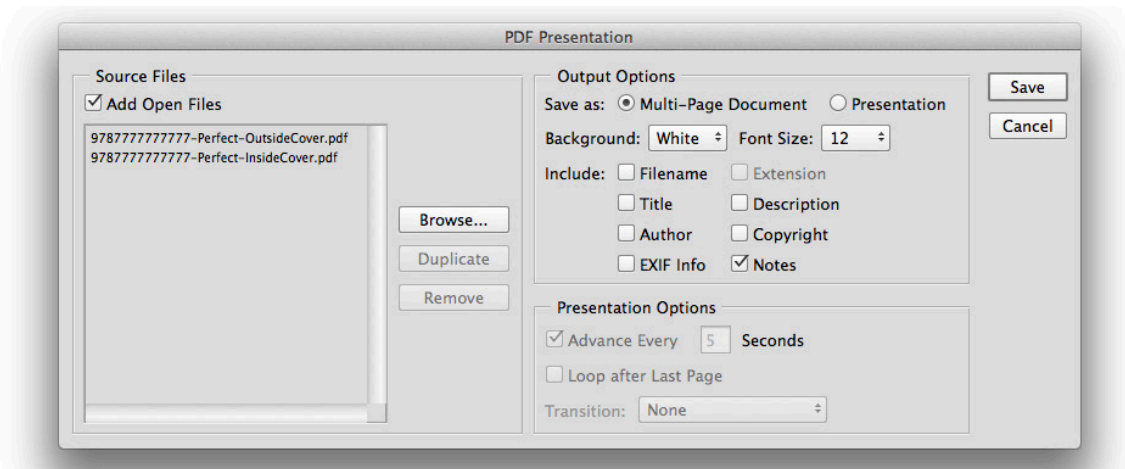 PDF Presentation
Source Files
Add Open Files
9787777777777-Perfect-OutsideCover.pdf
9787777777777-Perfect-InsideCover.pdf
Browse...
Duplicate
Remove
Output Options
Save as: Multi-Page Document Presentation
Background: White Font Size: 12
Include: Filename Extension
Title Description
Author Copyright
EXIF Info Notes
Presentation Options
Advance Every 5 Seconds
Loop after Last Page
Transition: None
Save
Cancel